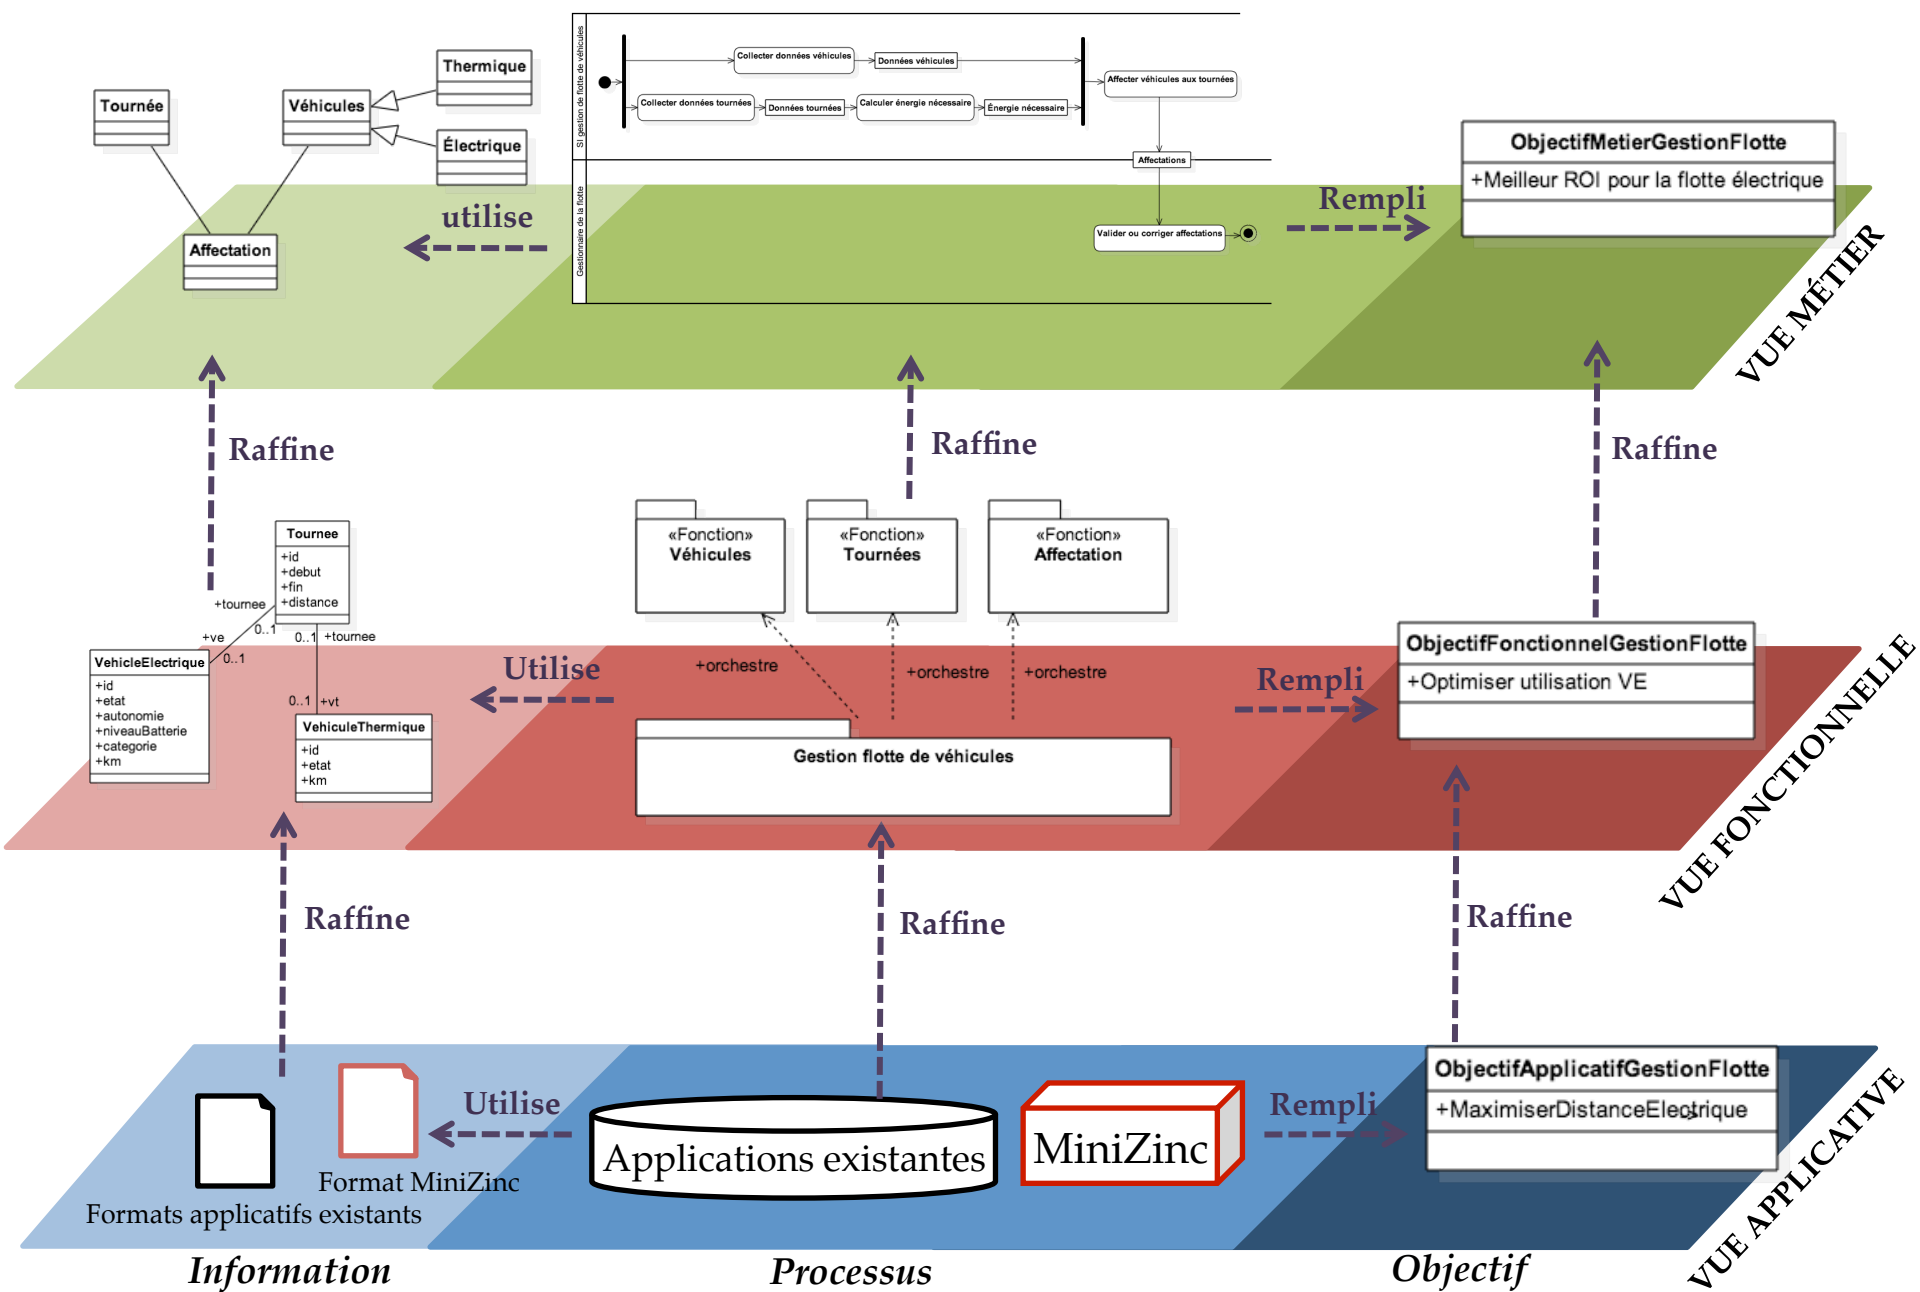 Thermique
Tournée
Véhicules
Électrique
Affectation
utilise
SI gestion de flotte de véhicules
Collecter données véhicules
Données véhicules
Collecter données tournées
Données tournées
Calculer énergie nécessaire
Énergie nécessaire
Affecter véhicules aux tournées
Gestionnaire de la flotte
Affectations
Valider ou corriger affectations
Rempli
ObjectifMetierGestionFlotte
+Meilleur ROI pour la flotte électrique
VUE MÉTIER
Raffine
Raffine
Raffine
Tournee
+id
+debut
+fin
+distance
+tournee
0..1
+ve
0..1
0..1
+tournee
VehicleElectrique
+id
+etat
+autonomie
+niveauBatterie
+categorie
+km
0..1
+vt
VehiculeThermique
+id
+etat
+km
Utilise
«Fonction»
Véhicules
«Fonction»
Tournées
«Fonction»
Affectation
+orchestre
+orchestre
+orchestre
Gestion flotte de véhicules
Rempli
ObjectifFonctionnelGestionFlotte
+Optimiser utilisation VE
VUE FONCTIONNELLE
Raffine
Raffine
Raffine
Format MiniZinc
Formats applicatifs existants
Utilise
Applications existantes
MiniZinc
Rempli
ObjectifApplicatifGestionFlotte
+MaximiserDistanceElectrique
VUE APPLICATIVE
Information
Processus
Objectif